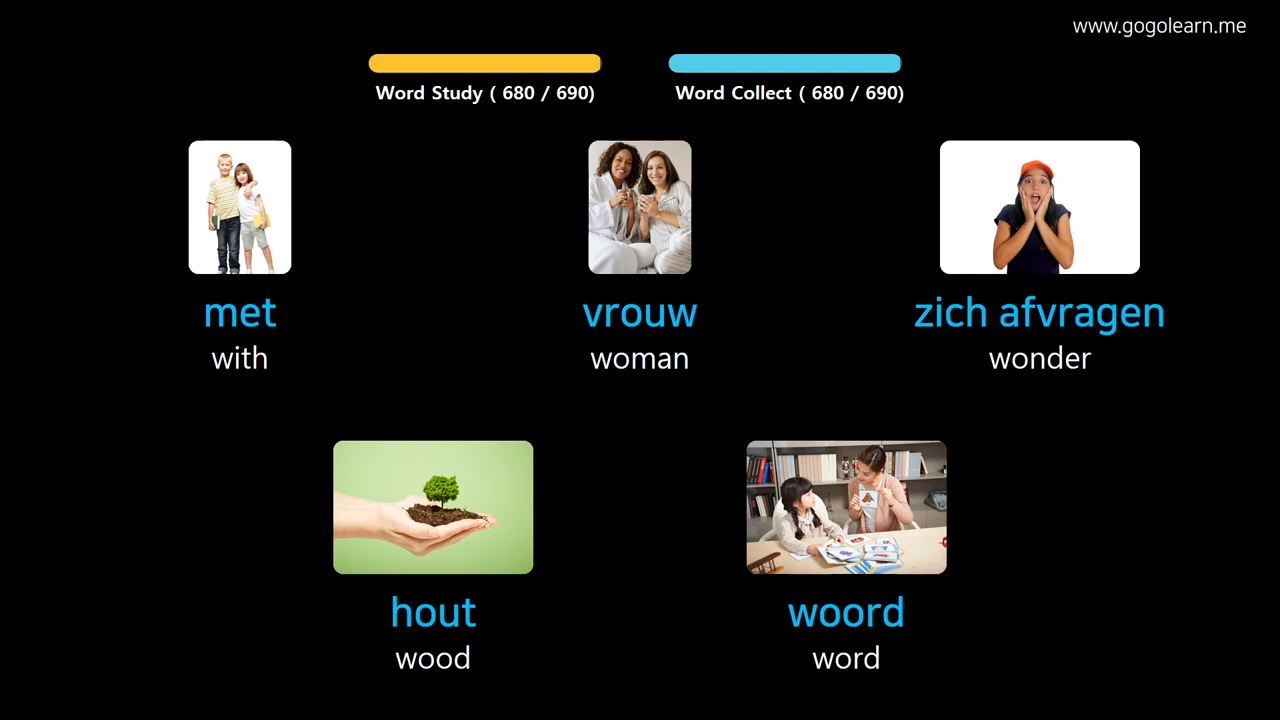 www.gogolearn.me
Word Study ( 680 / 690)
Word Collect ( 680 / 690)
met
with
vrouw
woman
zich afvragen
wonder
hout
wood
woord
word